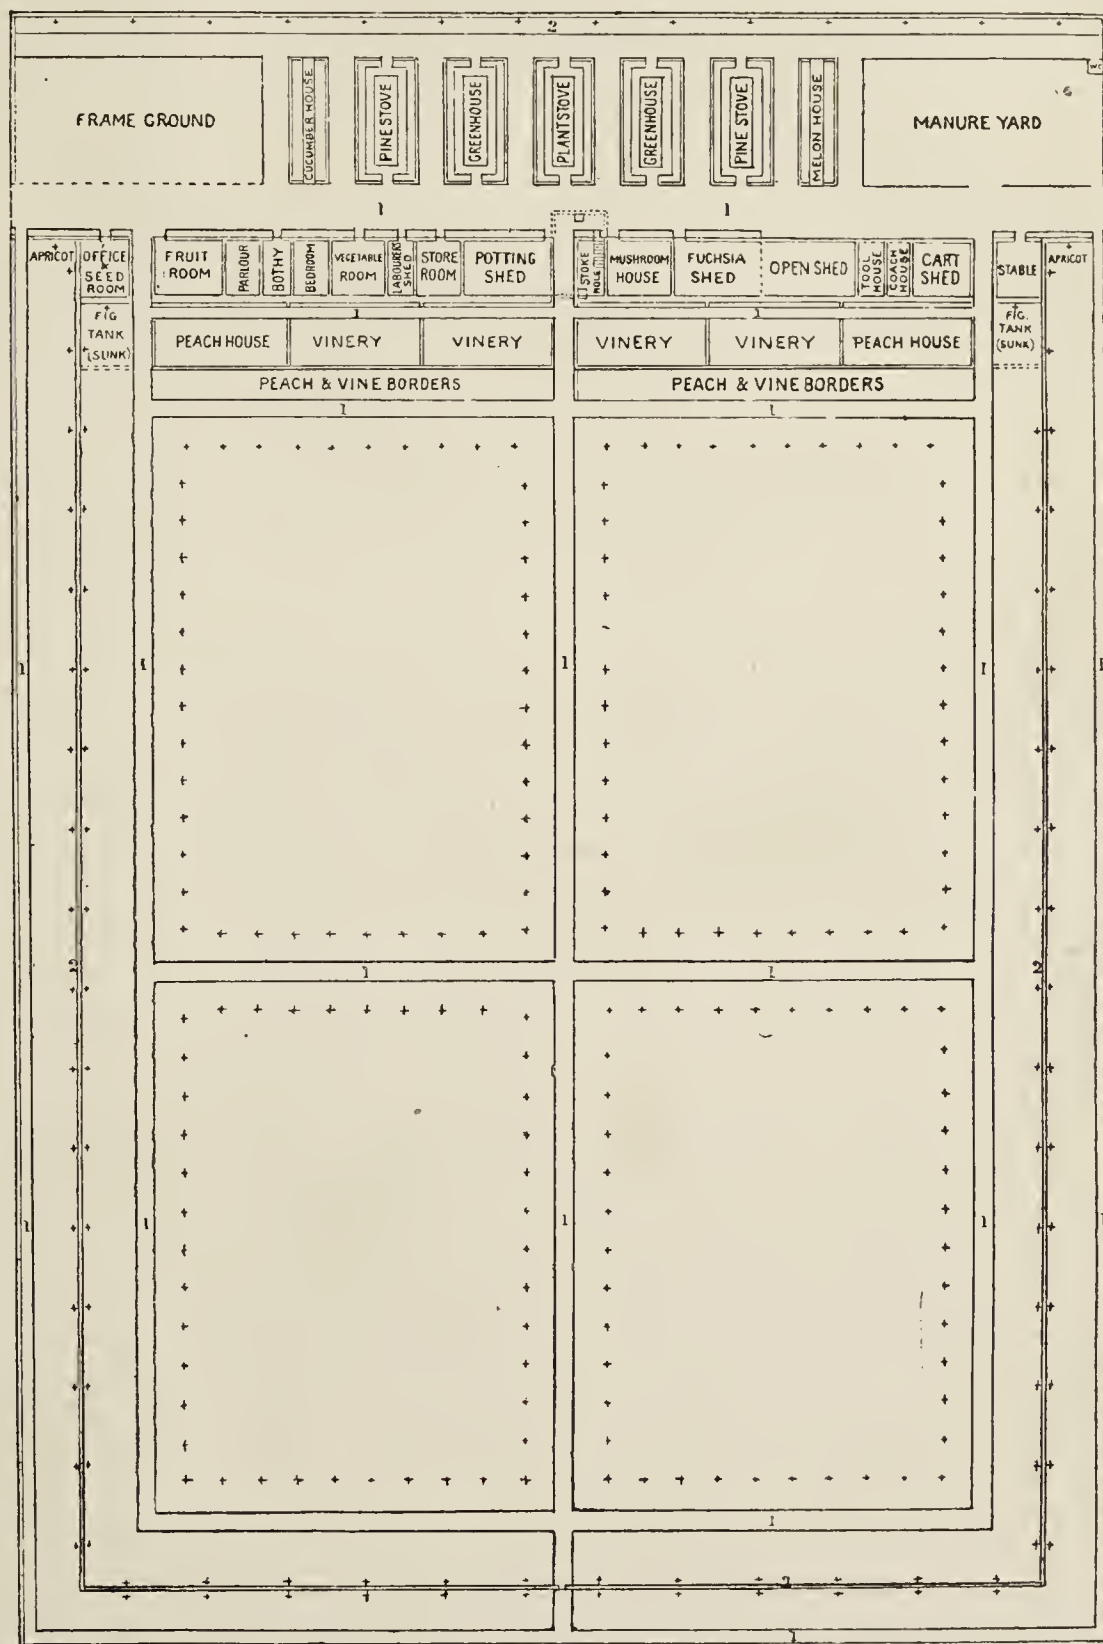 2
FRAME GROUND
CUCUMBER HOUSE
PINE STOVE
GREENHOUSE
PLANT STOVE
GREENHOUSE
PINE STOVE
MELON HOUSE
W C
MANURE YARD
1
1
APRICOT
OFFICE
&
SEED
ROOM
FRUIT
ROOM
PARLOUR
BOTHY
BEDROOM
VEGETABLE
ROOM
LABOURERS
SHED
STORE
ROOM
POTTING
SHED
STOKE
HOLE
MUSHROOM
HOUSE
FUCHSIA
SHED
OPEN SHED
TOOL
HOUSE
COACH
HOUSE
CART
SHED
STABLE
APRICOT
1
1
FIG
TANK
(SUNK)
PEACH HOUSE
VINERY
VINERY
VINERY
VINERY
PEACH HOUSE
FIG.
TANK
(SUNK)
PEACH & VINE BORDERS
PEACH & VINE BORDERS
1
1
1
1
1
1
1
2
1
1
2
1
1
1
1
1
1
2
1